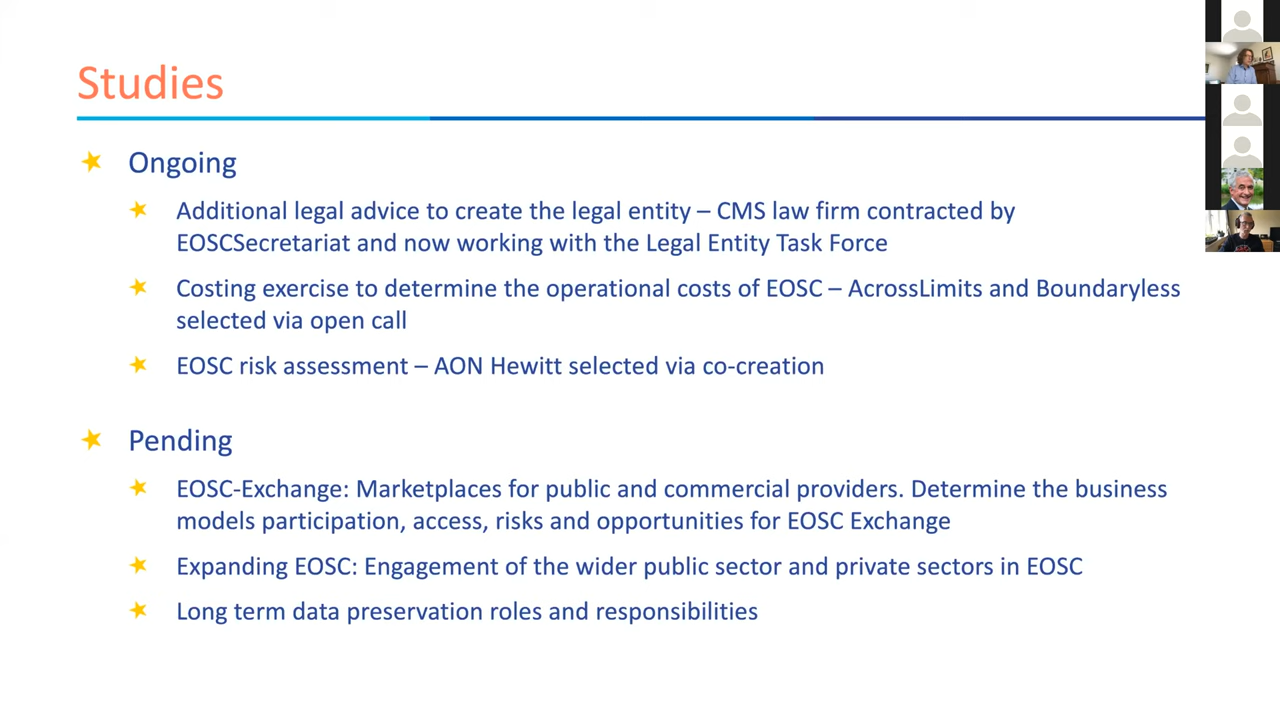 Studies
Ongoing
Additional legal advice to create the legal entity – CMS law firm contracted by
EOSCSecretariat and now working with the Legal Entity Task Force
Costing exercise to determine the operational costs of EOSC – AcrossLimits and Boundaryless
selected via open call
EOSC risk assessment – AON Hewitt selected via co-creation
Pending
EOSC-Exchange: Marketplaces for public and commercial providers. Determine the business
models participation, access, risks and opportunities for EOSC Exchange
Expanding EOSC: Engagement of the wider public sector and private sectors in EOSC
Long term data preservation roles and responsibilities